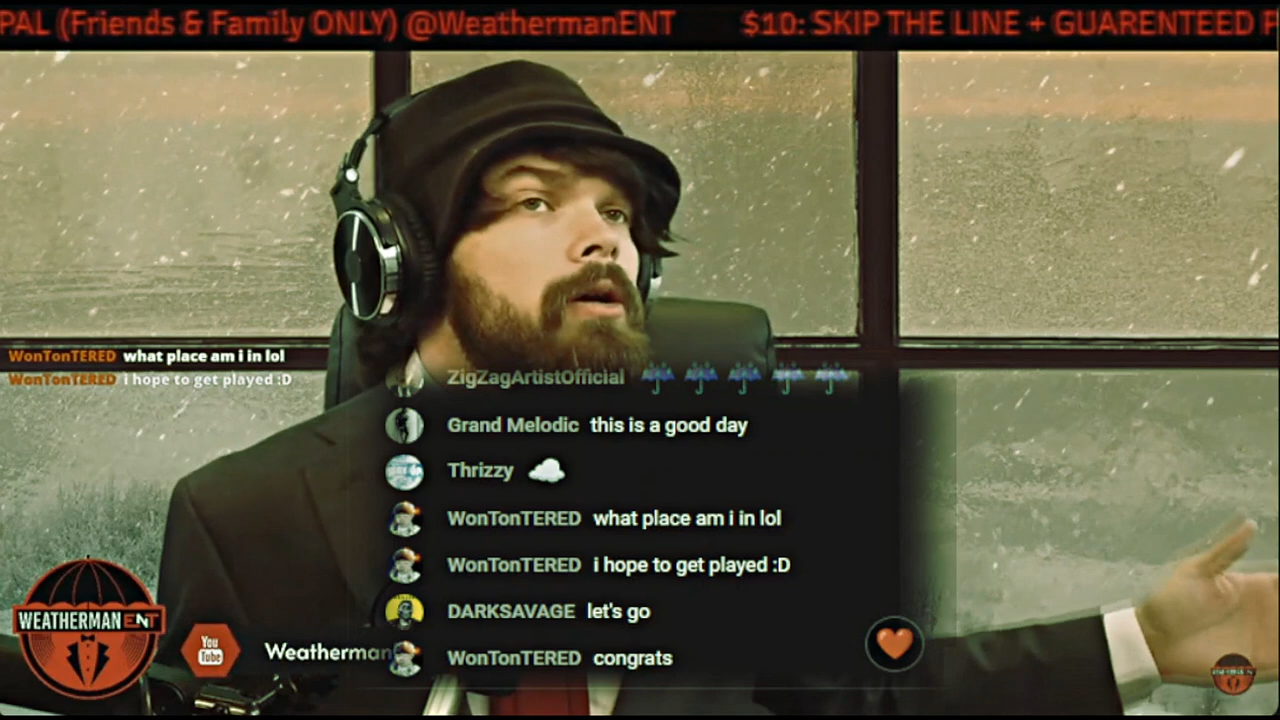 PAL (Friends & Family ONLY) @WeathermanENT $10: SKIP THE LINE + GUARENTEED
WonTonTERED what place am i in lol
WonTonTERED i hope to get played :D
ZigZagArtistOfficial ☔ ☔ ☔ ☔ ☔
Grand Melodic this is a good day
Thrizzy ☁️
WonTonTERED what place am i in lol
WonTonTERED i hope to get played :D
DARKSAVAGE let's go
WonTonTERED congrats
WEATHERMAN ENT
You
Tube
Weatherman